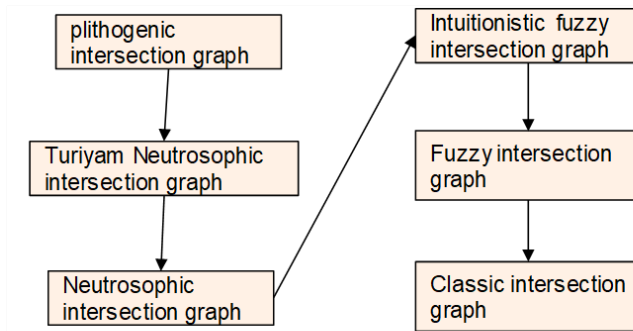 plithogenic
intersection graph
Turiyam Neutrosophic
intersection graph
Neutrosophic
intersection graph
Intuitionistic fuzzy
intersection graph
Fuzzy intersection
graph
Classic intersection
graph